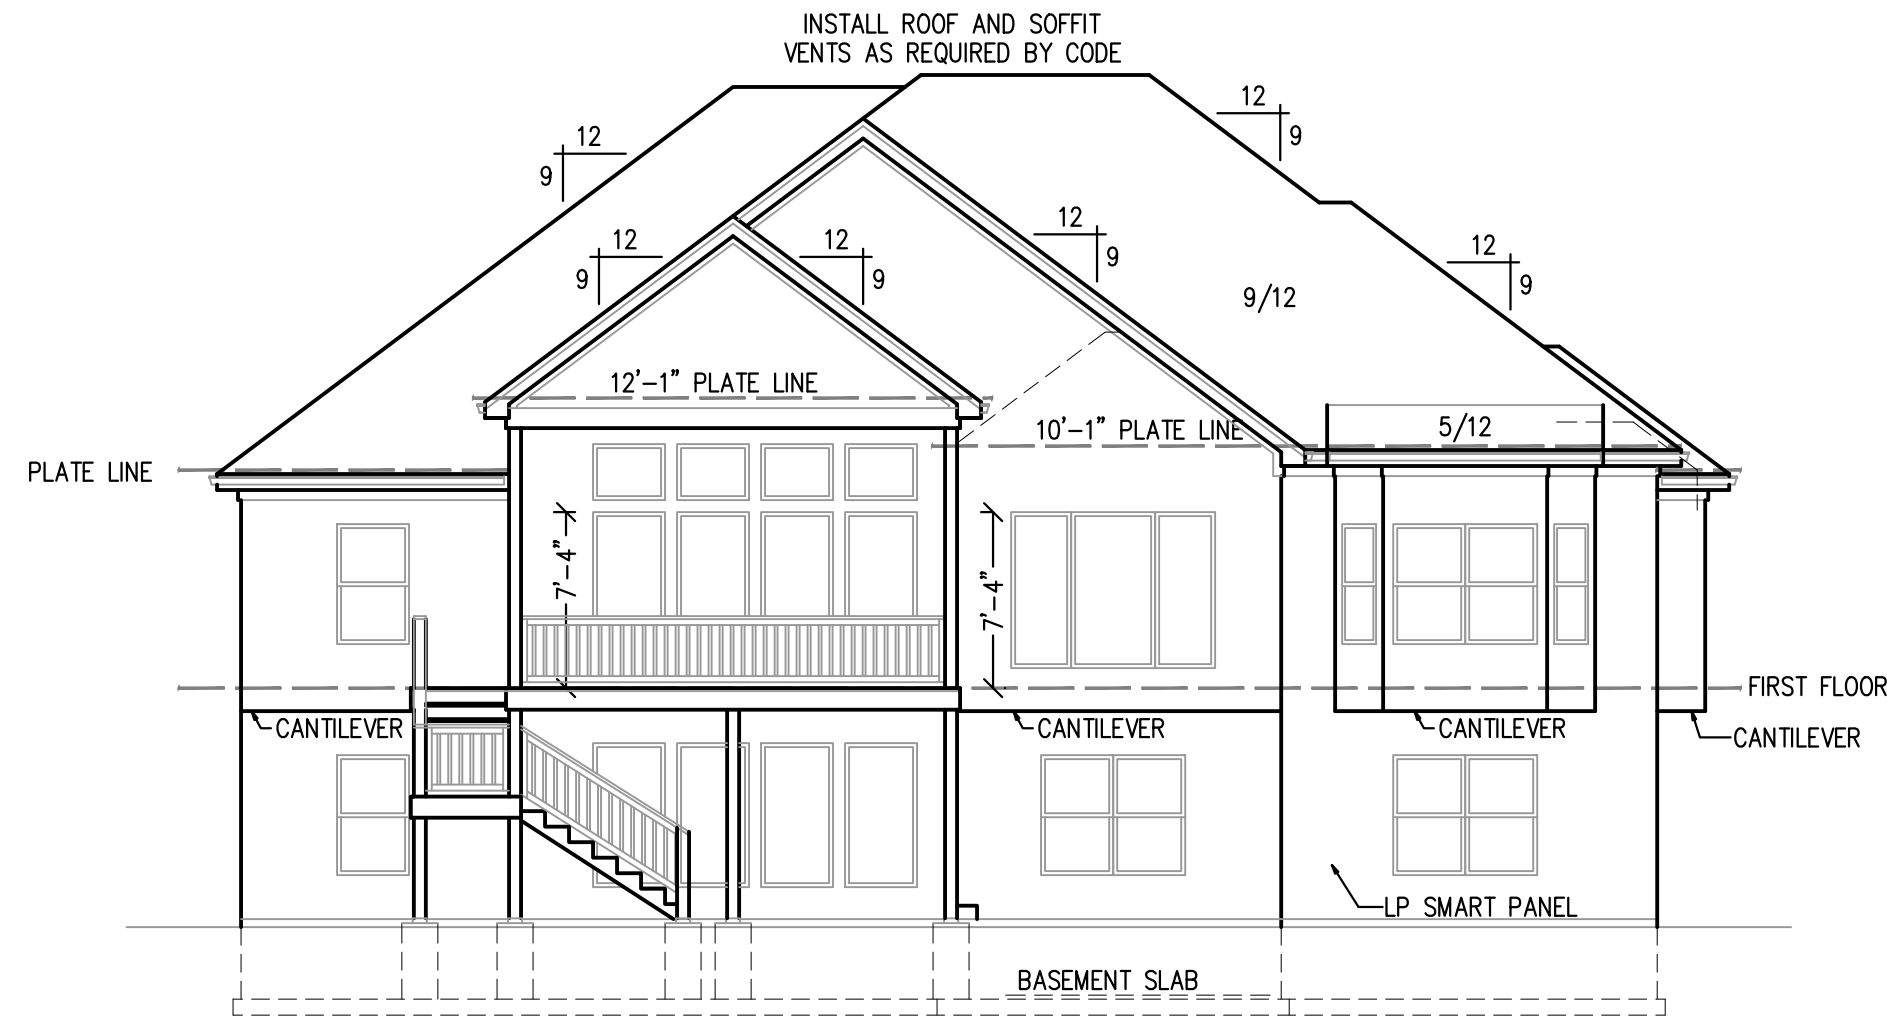 INSTALL ROOF AND SOFFIT
VENTS AS REQUIRED BY CODE
12
9
12
9
12
9
12
9
12
9
12
9
9/12
12'-1" PLATE LINE
10'-1" PLATE LINE
5/12
PLATE LINE
7'-4"
7'-4"
FIRST FLOOR
CANTILEVER
CANTILEVER
CANTILEVER
CANTILEVER
LP SMART PANEL
BASEMENT SLAB